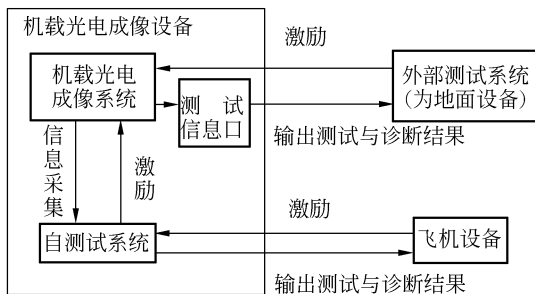 机载光电成像设备
激励
机载光电
成像系统
测 试
信息口
外部测试系统
(为地面设备)
输出测试与诊断结果
信息采集
激励
激励
自测试系统
飞机设备
输出测试与诊断结果